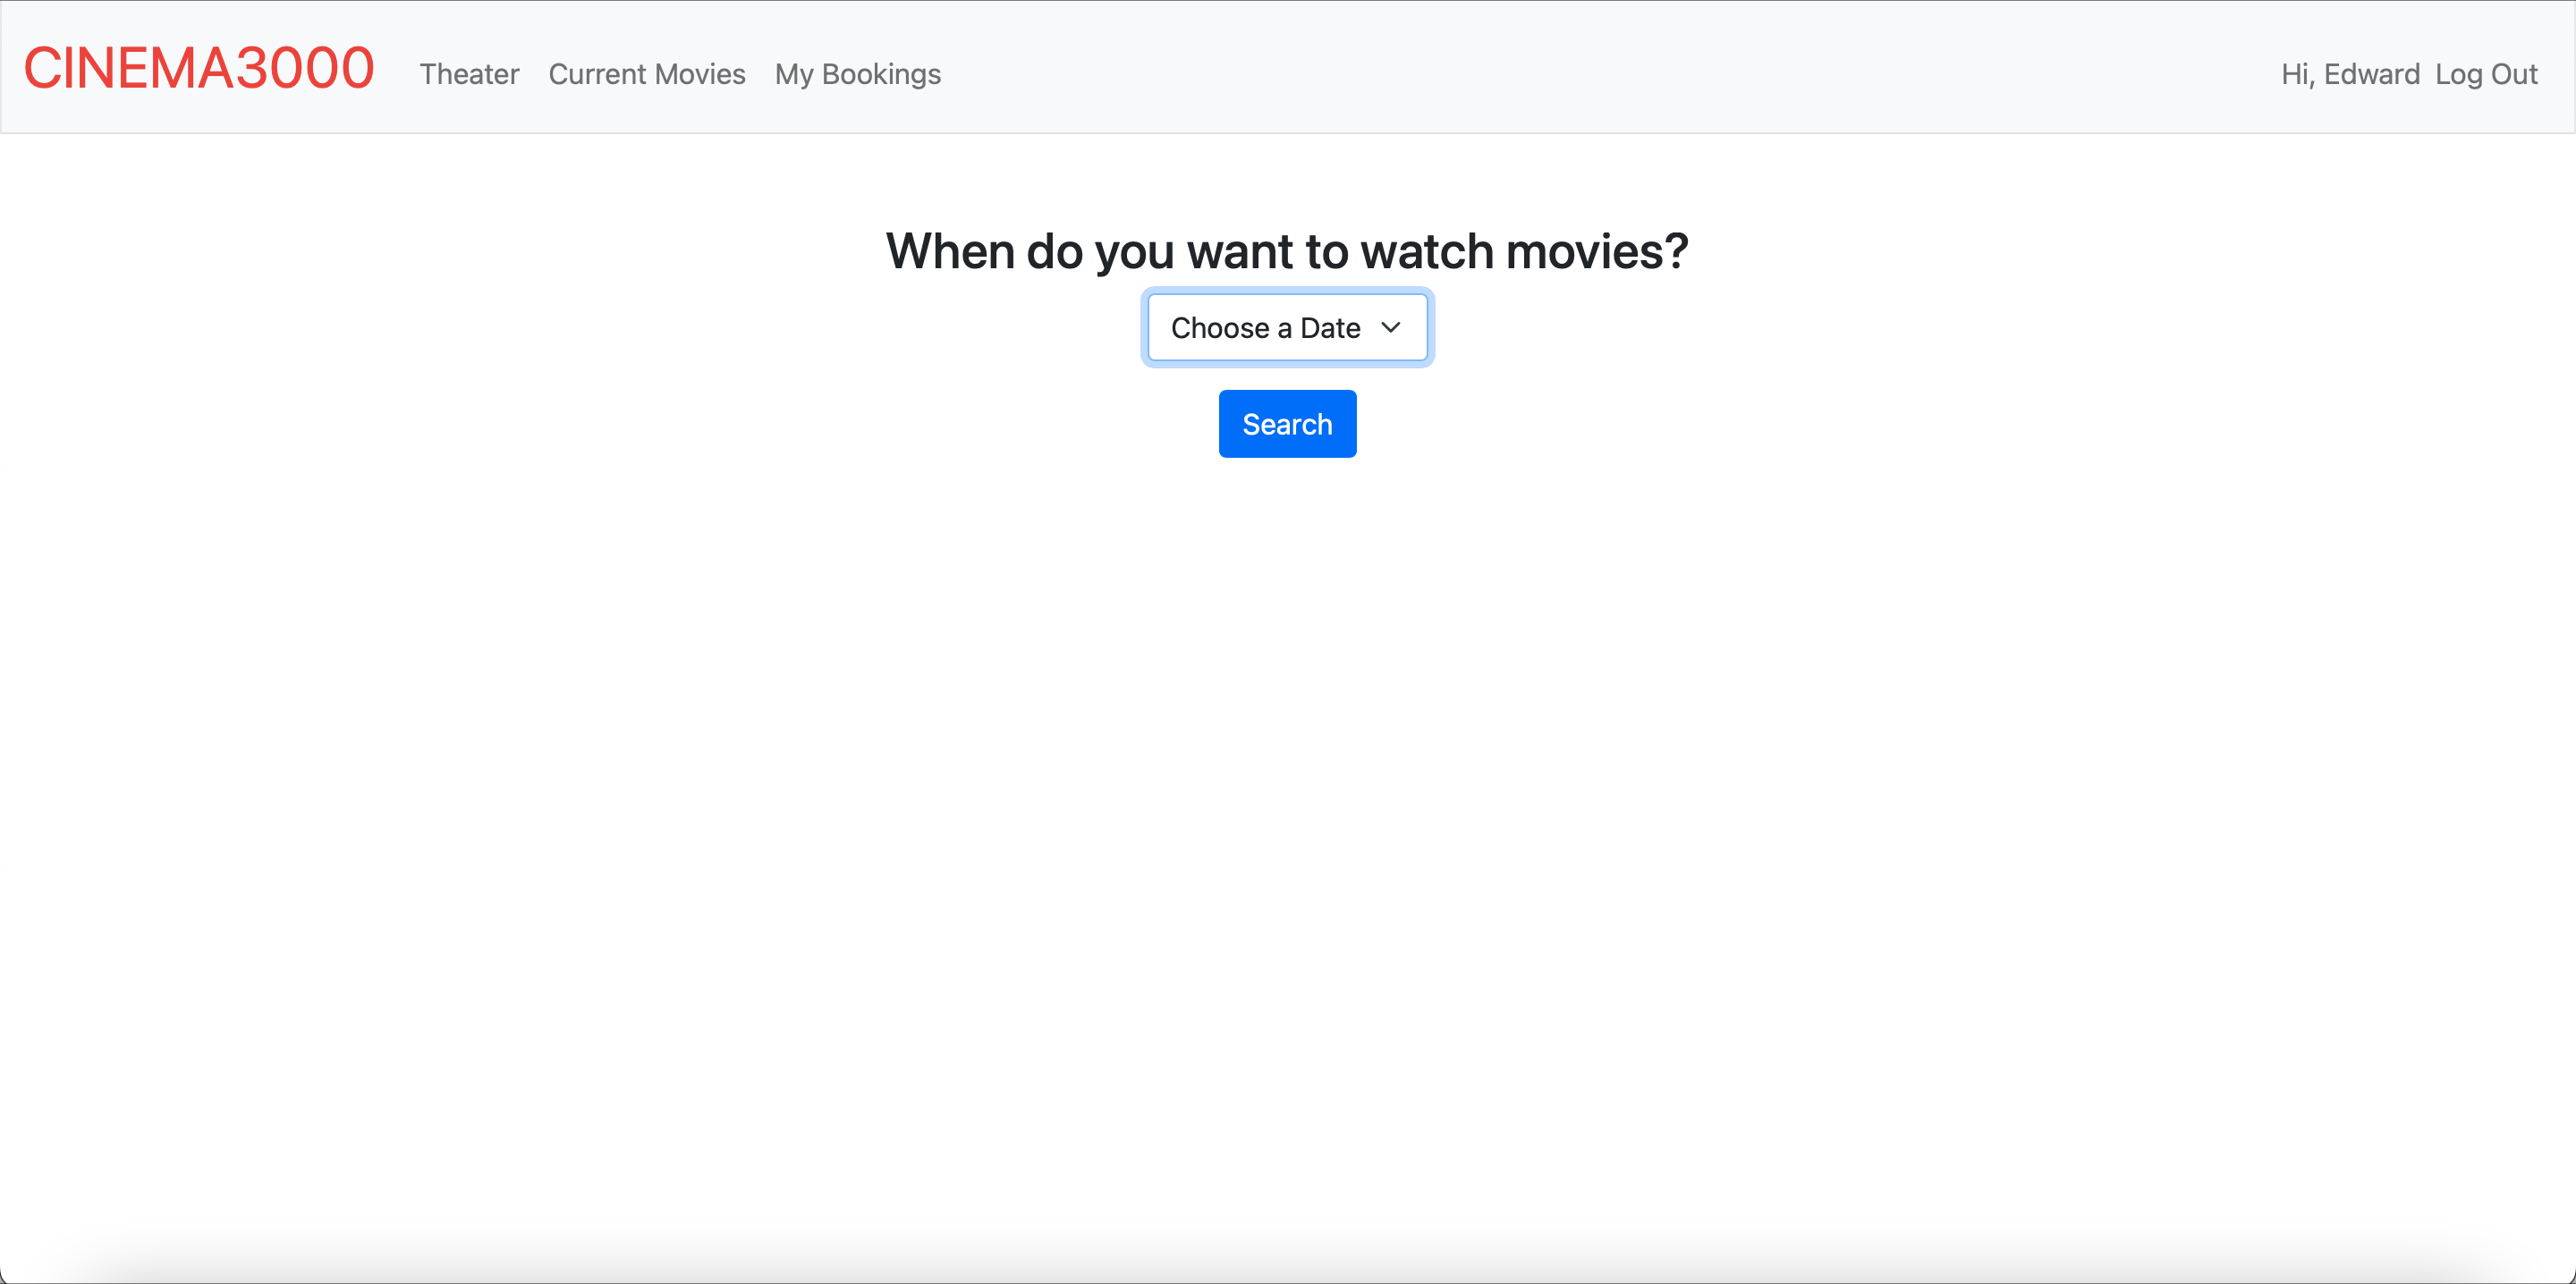 CINEMA3000 Theater Current Movies My Bookings Hi, Edward Log Out
When do you want to watch movies?
Choose a Date
Search